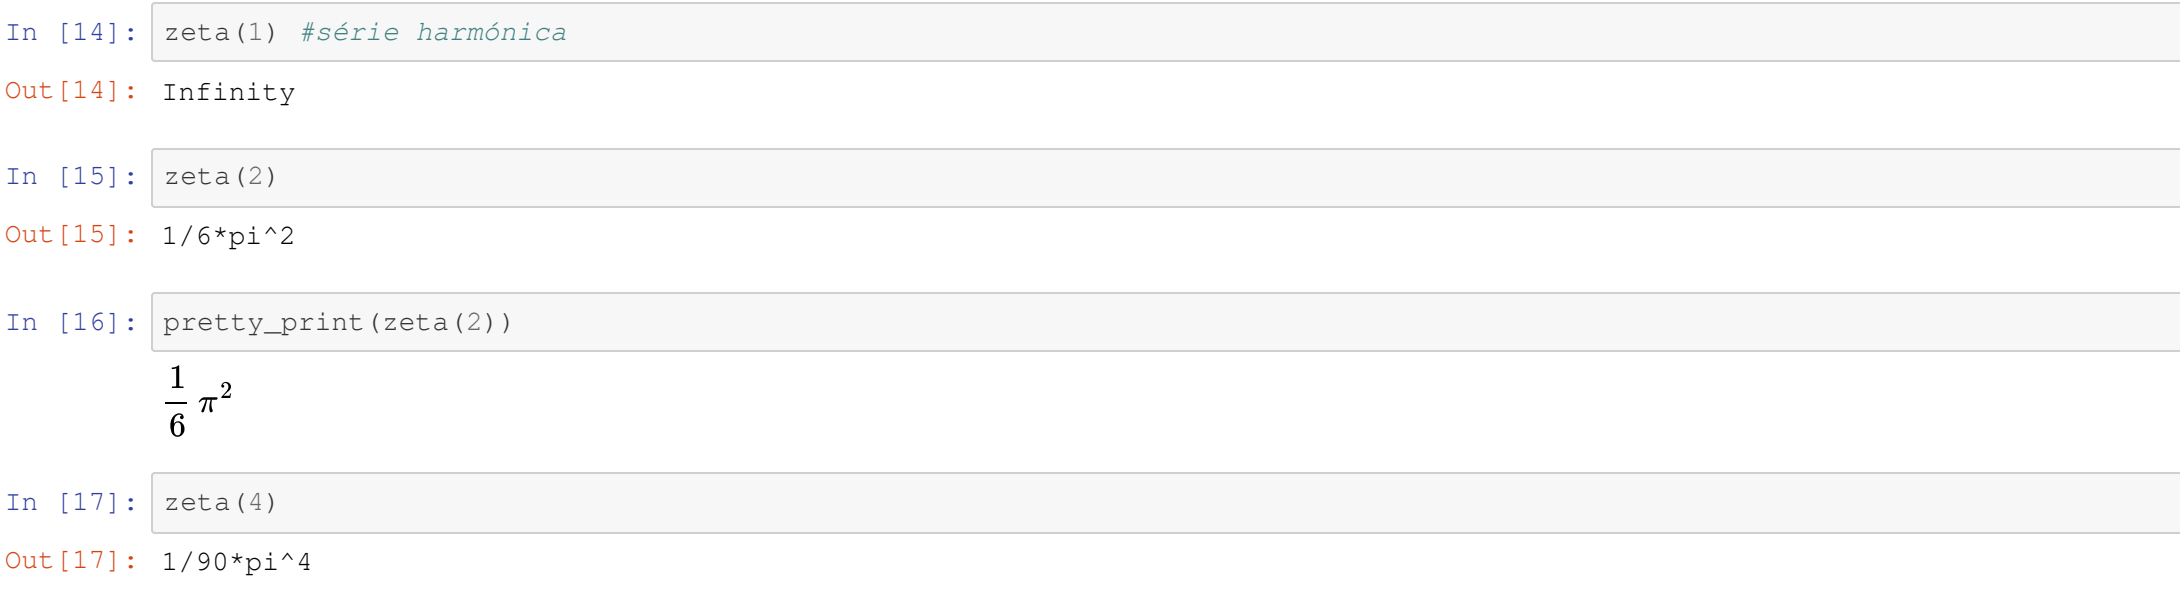 In [14]: zeta(1) #série harmónica
Out[14]: Infinity
In [15]: zeta(2)
Out[15]: 1/6*pi^2
In [16]: pretty_print(zeta(2))
1/6 π²
In [17]: zeta(4)
Out[17]: 1/90*pi^4